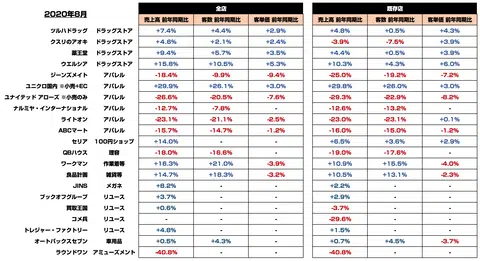 2020年8月
全店 既存店
売上高 前年同期比 客数 前年同期比 客単価 前年同期比 売上高 前年同期比 客数 前年同期比 客単価 前年同期比
ツルハドラッグ ドラッグストア +7.4% +4.4% +2.9% +4.8% +0.5% +4.3%
クスリのアオキ ドラッグストア +4.6% +2.1% +2.4% -3.9% -7.5% +3.9%
薬王堂 ドラッグストア +9.4% +5.7% +3.5% +4.4% +0.5% +3.9%
ウエルシア ドラッグストア +15.8% +10.5% +5.3% +10.3% +4.3% +6.0%
ジーンズメイト アパレル -18.4% -9.9% -9.4% -25.0% -19.2% -7.2%
ユニクロ国内 ※小売+EC アパレル +29.9% +26.1% +3.0% +29.8% +26.0% +3.0%
ユナイテッド アローズ ※小売のみ アパレル -26.6% -20.5% -7.6% -29.3% -22.9% -8.2%
ナルミヤ・インターナショナル アパレル -12.7% -7.8% - -12.6% -13.2% -
ライトオン アパレル -23.1% -21.1% -2.5% -23.0% -23.1% +0.1%
ABCマート アパレル -15.7% -14.7% -1.2% -16.0% -15.0% -1.2%
セリア 100円ショップ +14.0% - - +6.5% +3.6% +2.9%
QBハウス 理容 -18.0% -16.6% - -19.0% -17.6% -
ワークマン 作業着等 +16.3% +21.0% -3.9% +10.9% +15.5% -4.0%
良品計画 雑貨等 +14.7% +18.3% -3.2% +10.5% +13.1% -2.3%
JINS メガネ +8.2% - - +2.2% - -
ブックオフグループ リユース +3.7% - - +2.9% - -
買取王国 リユース +0.6% - - -3.7% - -
コメ兵 リユース - - - -29.6% - -
トレジャー・ファクトリー リユース +4.8% - - +1.5% - -
オートバックスセブン 車用品 +0.5% +4.3% - +0.7% +4.5% -3.7%
ラウンドワン アミューズメント -40.8% - - -40.8% - -